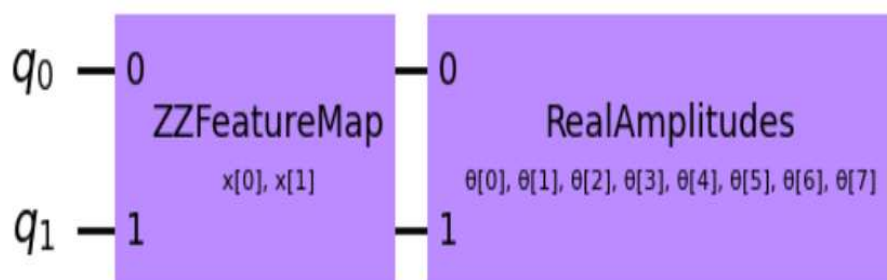 q0 0 0
ZZFeatureMap RealAmplitudes
x[0], x[1] θ[0], θ[1], θ[2], θ[3], θ[4], θ[5], θ[6], θ[7]
q1 1 1